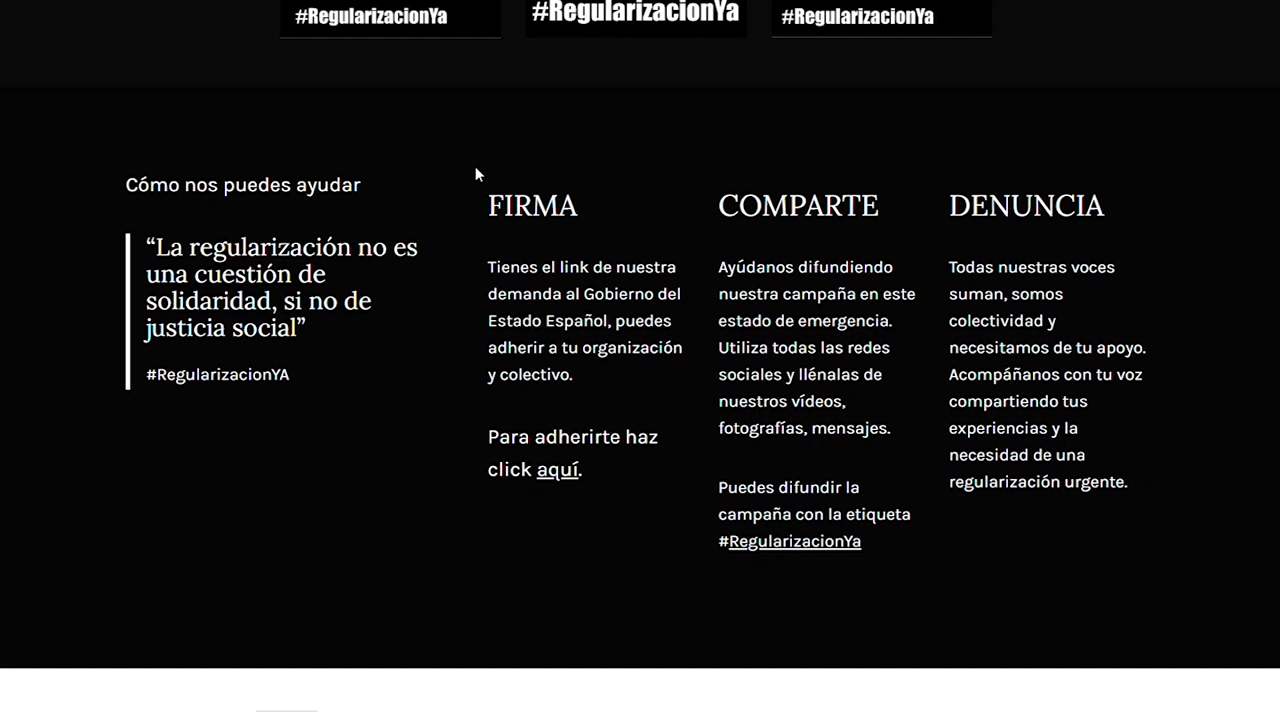 #RegularizacionYa
#RegularizacionYa
#RegularizacionYa
Cómo nos puedes ayudar
“La regularización no es
una cuestión de
solidaridad, si no de
justicia social”
#RegularizacionYA
FIRMA
Tienes el link de nuestra
demanda al Gobierno del
Estado Español, puedes
adherir a tu organización
y colectivo.
Para adherirte haz
click aquí.
COMPARTE
Ayúdanos difundiendo
nuestra campaña en este
estado de emergencia.
Utiliza todas las redes
sociales y llénalas de
nuestros vídeos,
fotografías, mensajes.
Puedes difundir la
campaña con la etiqueta
#RegularizacionYa
DENUNCIA
Todas nuestras voces
suman, somos
colectividad y
necesitamos de tu apoyo.
Acompáñanos con tu voz
compartiendo tus
experiencias y la
necesidad de una
regularización urgente.